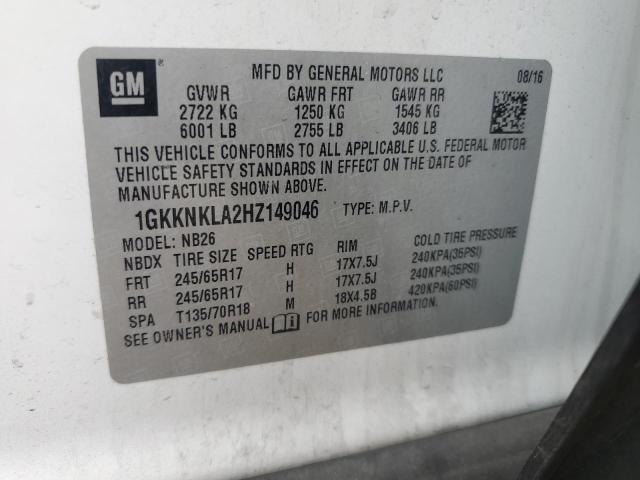 GM ®
MFD BY GENERAL MOTORS LLC 08/16
GVWR GAWR FRT GAWR RR
2722 KG 1250 KG 1545 KG
6001 LB 2755 LB 3406 LB
THIS VEHICLE CONFORMS TO ALL APPLICABLE U.S. FEDERAL MOTOR
VEHICLE SAFETY STANDARDS IN EFFECT ON THE DATE OF
MANUFACTURE SHOWN ABOVE.
1GKKNKLA2HZ149046 TYPE: M.P.V.
MODEL: NB26
NBDX TIRE SIZE SPEED RTG RIM COLD TIRE PRESSURE
FRT 245/65R17 H 17X7.5J 240KPA(35PSI)
RR 245/65R17 H 17X7.5J 240KPA(35PSI)
SPA T135/70R18 M 18X4.5B 420KPA(60PSI)
SEE OWNER'S MANUAL FOR MORE INFORMATION.